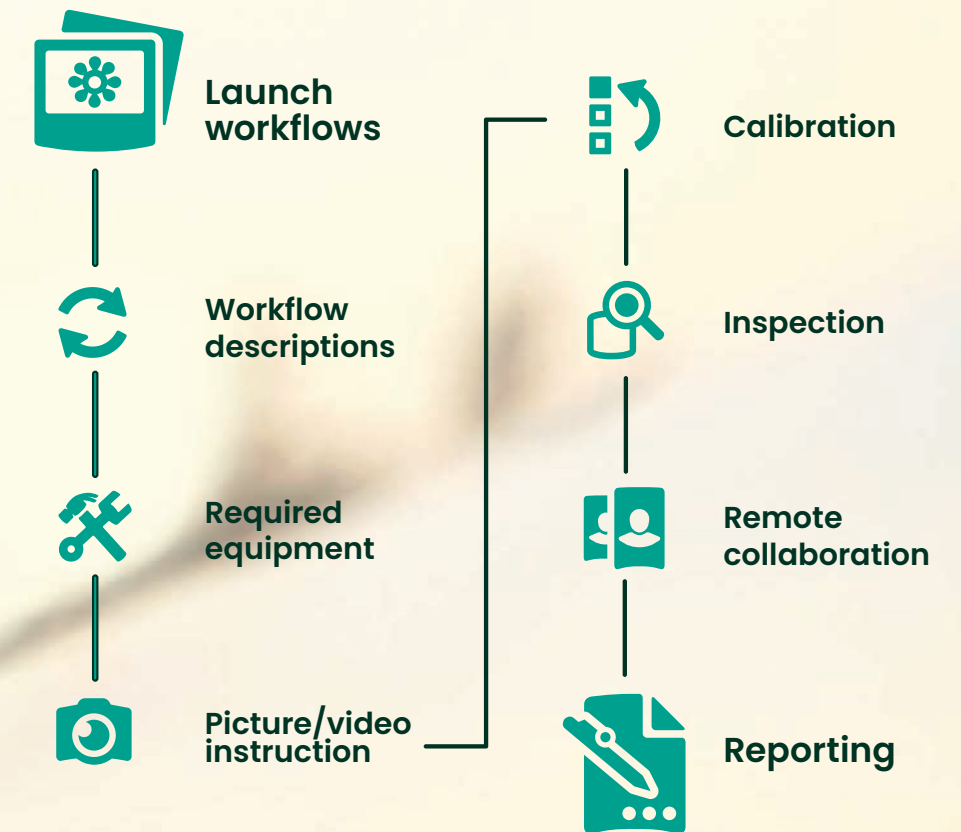 Launch
workflows
Workflow
descriptions
Required
equipment
Picture/video
instruction
Calibration
Inspection
Remote
collaboration
Reporting